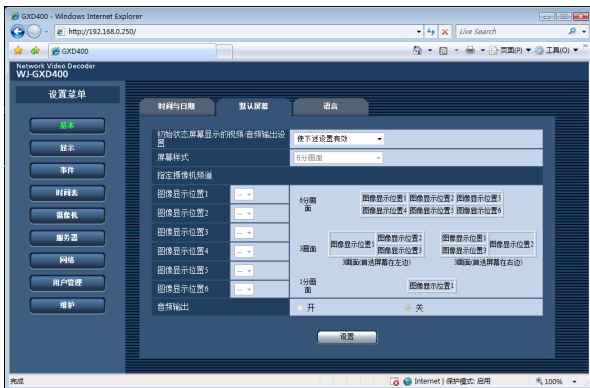 GXD400 - Windows Internet Explorer
http://192.168.0.250/
Live Search
GXD400
页面(P)
工具(O)
Network Video Decoder
WJ-GXD400
设置菜单
基本
显示
事件
时间表
摄像机
服务器
网络
用户管理
维护
时间与日期 默认屏幕 语言
初始状态屏幕显示的视频/音频输出设置 使下述设置有效
屏幕样式 6分画面
指定摄像机频道
图像显示位置1 --
图像显示位置2 --
图像显示位置3 --
图像显示位置4 --
图像显示位置5 --
图像显示位置6 --
6分画面
图像显示位置1 图像显示位置2 图像显示位置3
图像显示位置4 图像显示位置5 图像显示位置6
3画面
图像显示位置1 图像显示位置2 图像显示位置3
3画面(首选屏幕在左边)
图像显示位置1 图像显示位置3 图像显示位置2
3画面(首选屏幕在右边)
1分画面
图像显示位置1
音频输出 开 关
设置
完成
Internet | 保护模式: 启用
100%